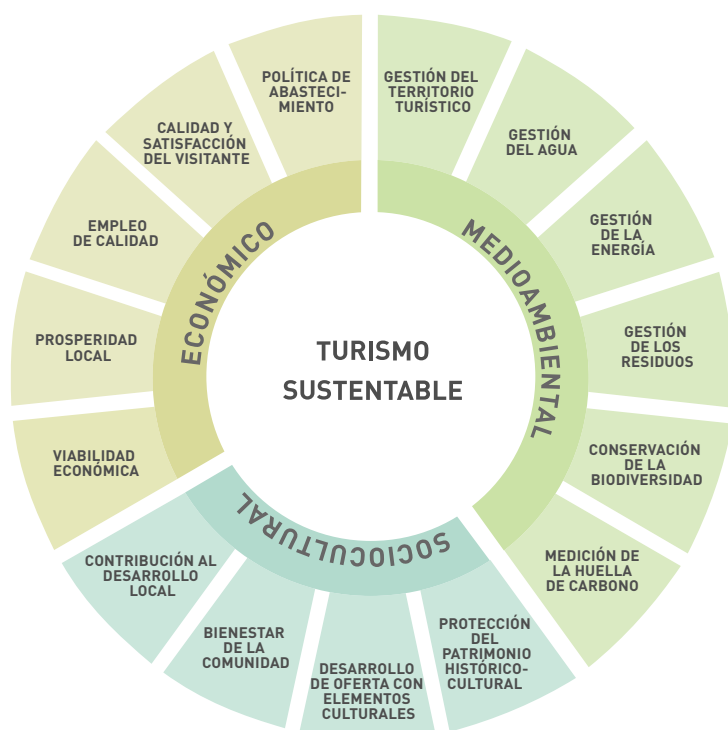 TURISMO
SUSTENTABLE
ECONÓMICO
POLÍTICA DE
ABASTECI-
MIENTO
CALIDAD Y
SATISFACCIÓN
DEL VISITANTE
EMPLEO
DE CALIDAD
PROSPERIDAD
LOCAL
VIABILIDAD
ECONÓMICA
MEDIOAMBIENTAL
GESTIÓN DEL
TERRITORIO
TURÍSTICO
GESTIÓN
DEL AGUA
GESTIÓN
DE LA
ENERGÍA
GESTIÓN
DE LOS
RESIDUOS
CONSERVACIÓN
DE LA
BIODIVERSIDAD
MEDICIÓN DE
LA HUELLA
DE CARBONO
SOCIOCULTURAL
PROTECCIÓN
DEL
PATRIMONIO
HISTÓRICO-
CULTURAL
DESARROLLO
DE OFERTA CON
ELEMENTOS
CULTURALES
BIENESTAR
DE LA
COMUNIDAD
CONTRIBUCIÓN AL
DESARROLLO
LOCAL